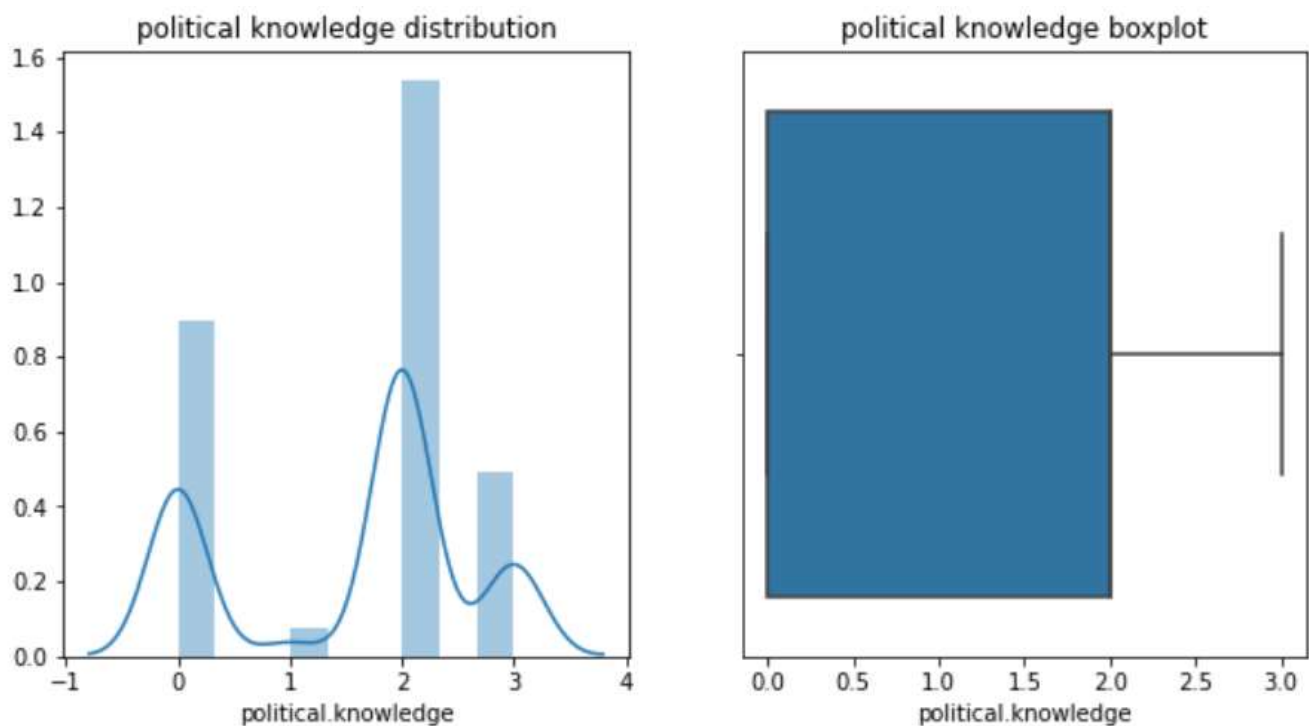 political knowledge distribution
1.6
1.4
1.2
1.0
0.8
0.6
0.4
0.2
0.0
−1 0 1 2 3 4
political.knowledge
political knowledge boxplot
0.0 0.5 1.0 1.5 2.0 2.5 3.0
political.knowledge